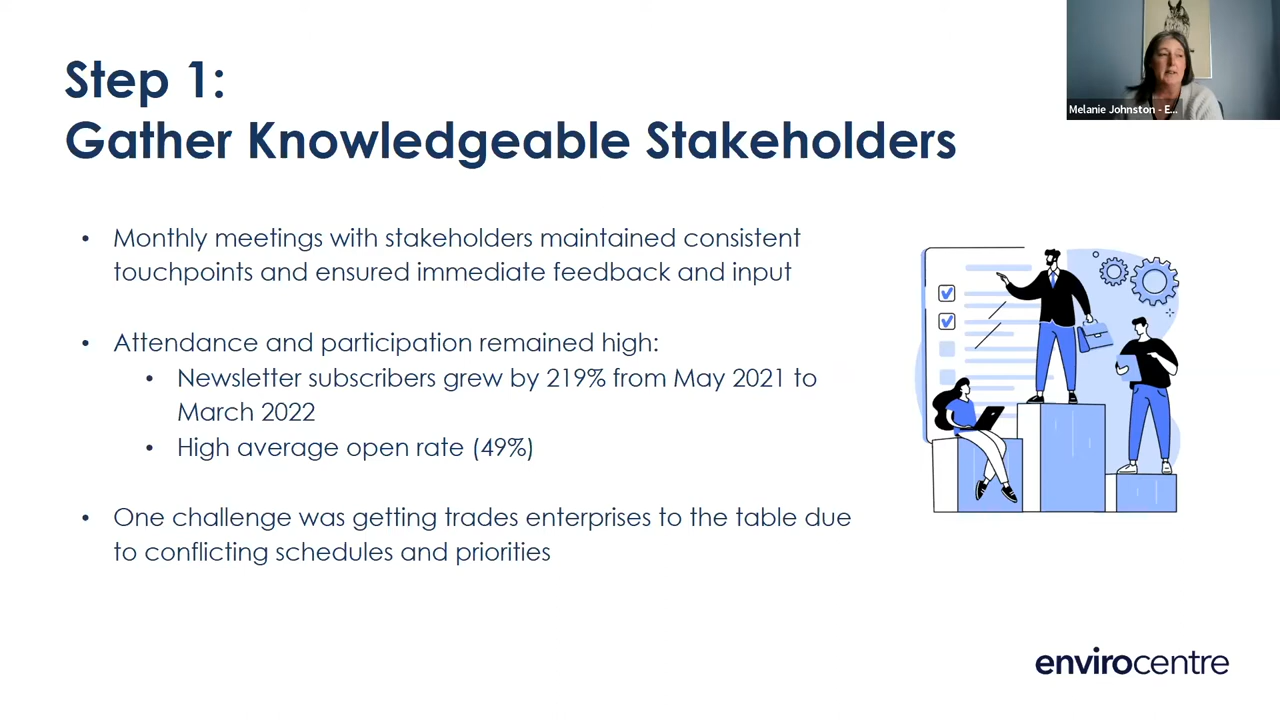 Step 1:
Gather Knowledgeable Stakeholders
Melanie Johnston - E...
• Monthly meetings with stakeholders maintained consistent
touchpoints and ensured immediate feedback and input
• Attendance and participation remained high:
• Newsletter subscribers grew by 219% from May 2021 to
March 2022
• High average open rate (49%)
• One challenge was getting trades enterprises to the table due
to conflicting schedules and priorities
envirocentre